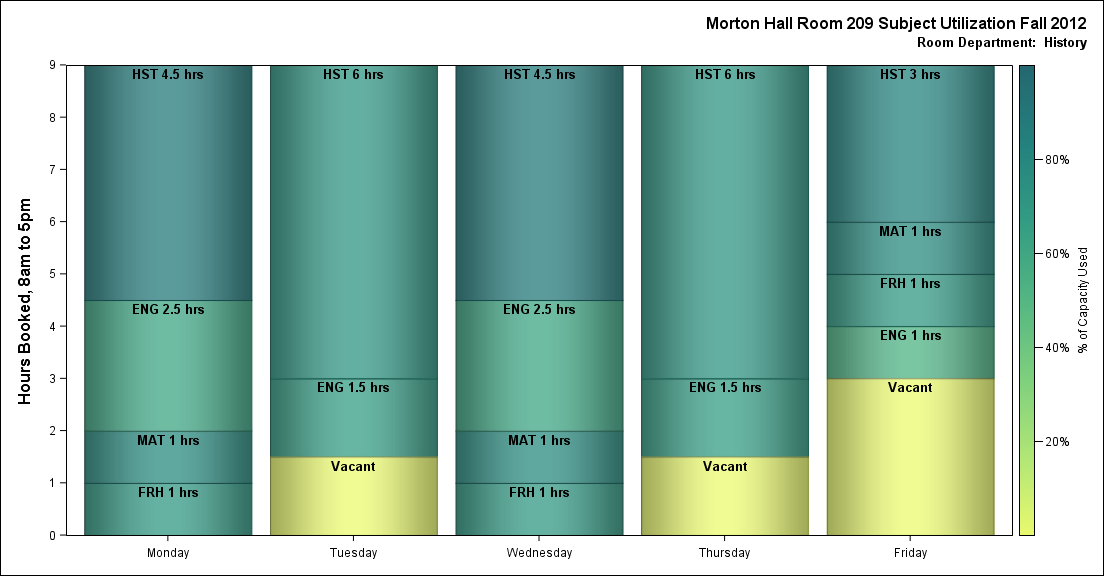 Morton Hall Room 209 Subject Utilization Fall 2012
Room Department:  History
Hours Booked, 8am to 5pm
9
8
7
6
5
4
3
2
1
0
HST 4.5 hrs
ENG 2.5 hrs
MAT 1 hrs
FRH 1 hrs
Monday
HST 6 hrs
ENG 1.5 hrs
Vacant
Tuesday
HST 4.5 hrs
ENG 2.5 hrs
MAT 1 hrs
FRH 1 hrs
Wednesday
HST 6 hrs
ENG 1.5 hrs
Vacant
Thursday
HST 3 hrs
MAT 1 hrs
FRH 1 hrs
ENG 1 hrs
Vacant
Friday
80%
60%
40%
20%
% of Capacity Used